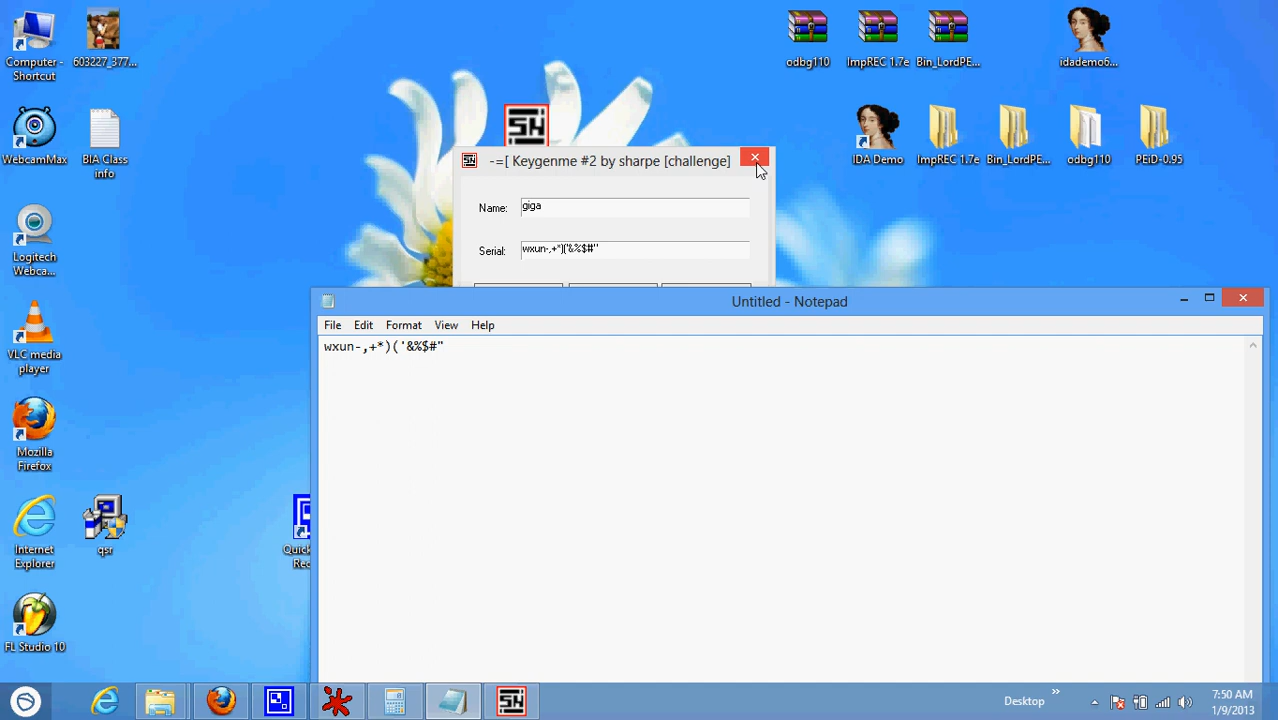 Computer -
Shortcut
603227_377...
odbg110
ImpREC 1.7e
Bin_LordPE...
idademo6...
WebcamMax
BIA Class
info
IDA Demo
ImpREC 1.7e
Bin_LordPE...
odbg110
PEiD-0.95
-=[ Keygenme #2 by sharpe [challenge]
Name:
giga
Serial:
wxun-,+*)('&%$#"
Logitech
Webca...
Untitled - Notepad
File Edit Format View Help
wxun-,+*)('&%$#"
VLC media
player
Mozilla
Firefox
Internet
Explorer
qsr
Quick
Rec
FL Studio 10
Desktop
7:50 AM
1/9/2013